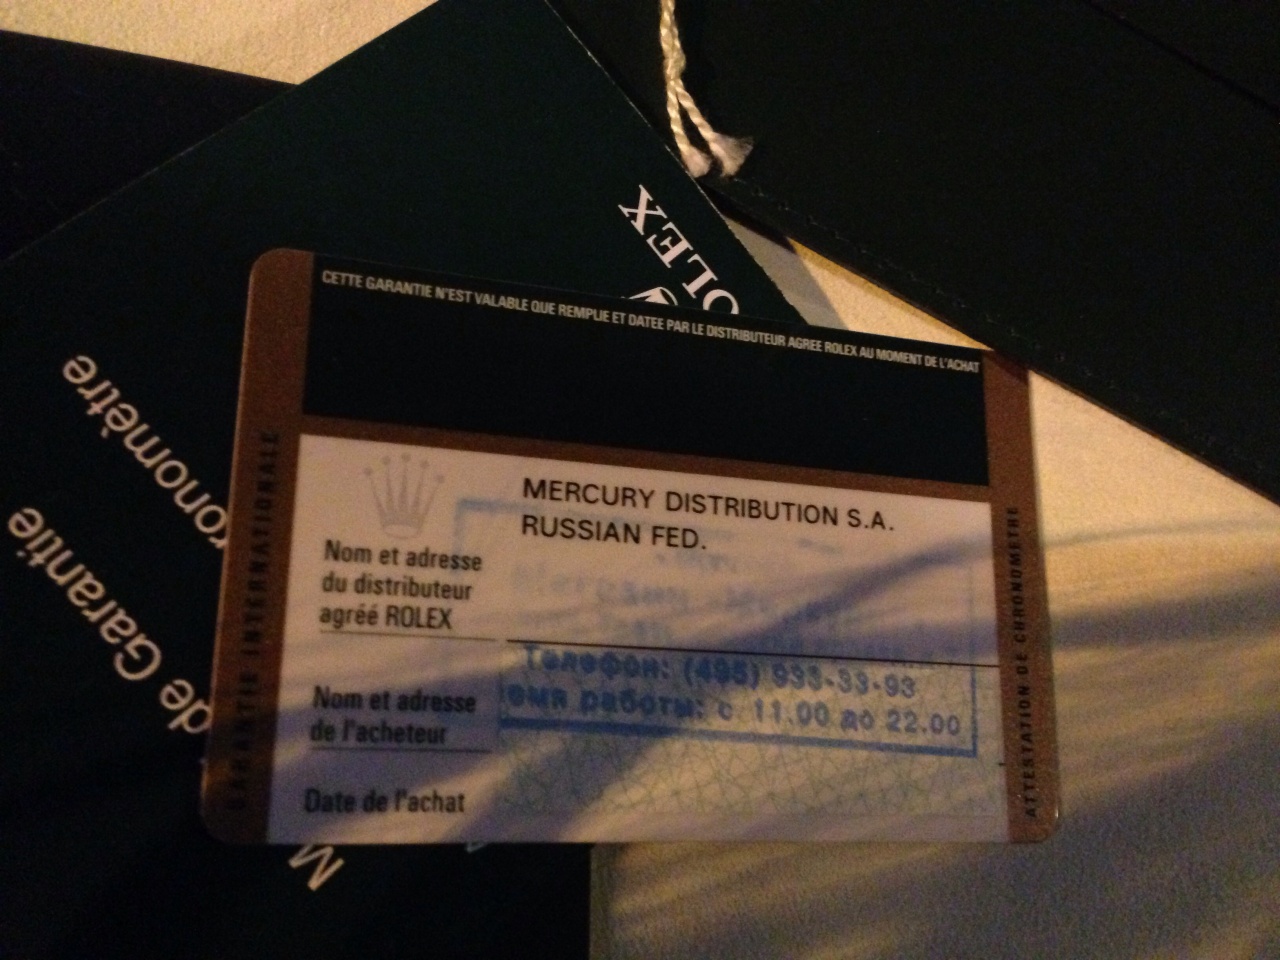 CETTE GARANTIE N'EST VALABLE QUE REMPLIE ET DATEE PAR LE DISTRIBUTEUR AGREE ROLEX AU MOMENT DE L'ACHAT
MERCURY DISTRIBUTION S.A.
RUSSIAN FED.
Nom et adresse
du distributeur
agréé ROLEX
Телефон: (495) 933-33-93
емя работы: с 11.00 до 22.00
Nom et adresse
de l'acheteur
Date de l'achat
GARANTIE INTERNATIONALE
ATTESTATION DE CHRONOMETRE
OLEX
ronomètre
de Garantie
M